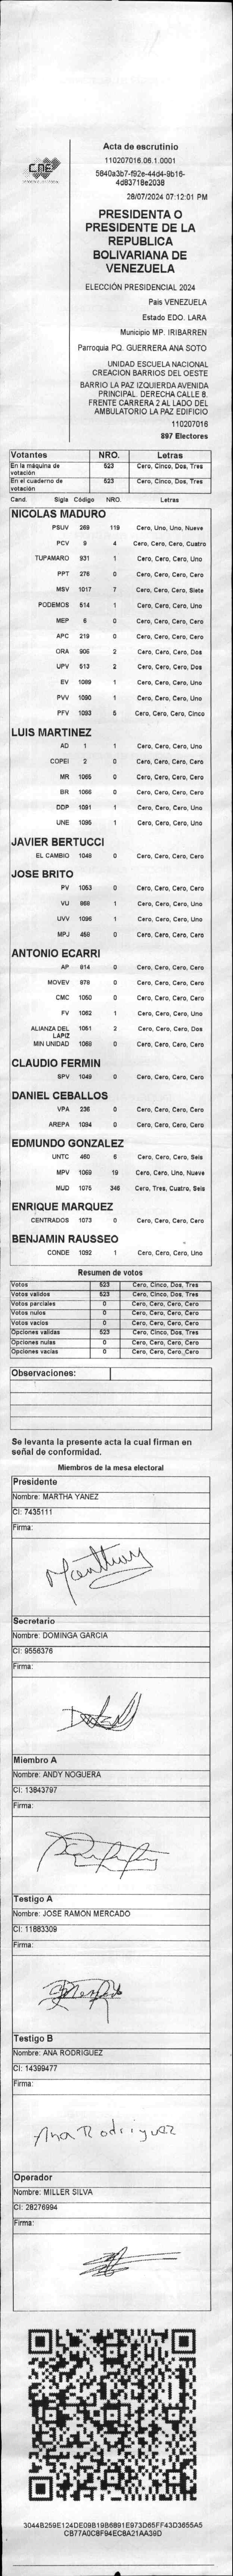 CNE
Acta de escrutinio
110207016.06.1.0001
5840a3b7-f92e-44d4-9b16-
4d83718e2038
28/07/2024 07:12:01 PM
PRESIDENTA O
PRESIDENTE DE LA
REPUBLICA
BOLIVARIANA DE
VENEZUELA
ELECCIÓN PRESIDENCIAL 2024
Pais VENEZUELA
Estado EDO. LARA
Municipio MP. IRIBARREN
Parroquia PQ. GUERRERA ANA SOTO
UNIDAD ESCUELA NACIONAL
CREACION BARRIOS DEL OESTE
BARRIO LA PAZ IZQUIERDA AVENIDA
PRINCIPAL. DERECHA CALLE 8.
FRENTE CARRERA 2 AL LADO DEL
AMBULATORIO LA PAZ EDIFICIO
110207016
897 Electores
Votantes NRO. Letras
En la máquina de votación 523 Cero, Cinco, Dos, Tres
En el cuaderno de votación 523 Cero, Cinco, Dos, Tres
Cand. Sigla Código NRO. Letras
NICOLAS MADURO
PSUV 269 119 Cero, Uno, Uno, Nueve
PCV 9 4 Cero, Cero, Cero, Cuatro
TUPAMARO 931 1 Cero, Cero, Cero, Uno
PPT 276 0 Cero, Cero, Cero, Cero
MSV 1017 7 Cero, Cero, Cero, Siete
PODEMOS 514 1 Cero, Cero, Cero, Uno
MEP 6 0 Cero, Cero, Cero, Cero
APC 219 0 Cero, Cero, Cero, Cero
ORA 906 2 Cero, Cero, Cero, Dos
UPV 513 2 Cero, Cero, Cero, Dos
EV 1089 1 Cero, Cero, Cero, Uno
PVV 1090 1 Cero, Cero, Cero, Uno
PFV 1093 5 Cero, Cero, Cero, Cinco
LUIS MARTINEZ
AD 1 1 Cero, Cero, Cero, Uno
COPEI 2 0 Cero, Cero, Cero, Cero
MR 1065 0 Cero, Cero, Cero, Cero
BR 1066 0 Cero, Cero, Cero, Cero
DDP 1091 1 Cero, Cero, Cero, Uno
UNE 1095 1 Cero, Cero, Cero, Uno
JAVIER BERTUCCI
EL CAMBIO 1048 0 Cero, Cero, Cero, Cero
JOSE BRITO
PV 1053 0 Cero, Cero, Cero, Cero
VU 868 1 Cero, Cero, Cero, Uno
UVV 1096 1 Cero, Cero, Cero, Uno
MPJ 458 0 Cero, Cero, Cero, Cero
ANTONIO ECARRI
AP 814 0 Cero, Cero, Cero, Cero
MOVEV 978 0 Cero, Cero, Cero, Cero
CMC 1050 0 Cero, Cero, Cero, Cero
FV 1062 1 Cero, Cero, Cero, Uno
ALIANZA DEL LAPIZ 1051 2 Cero, Cero, Cero, Dos
MIN UNIDAD 1069 0 Cero, Cero, Cero, Cero
CLAUDIO FERMIN
SPV 1049 0 Cero, Cero, Cero, Cero
DANIEL CEBALLOS
VPA 236 0 Cero, Cero, Cero, Cero
AREPA 1094 0 Cero, Cero, Cero, Cero
EDMUNDO GONZALEZ
UNTC 460 6 Cero, Cero, Cero, Seis
MPV 1069 19 Cero, Cero, Uno, Nueve
MUD 1075 346 Cero, Tres, Cuatro, Seis
ENRIQUE MARQUEZ
CENTRADOS 1073 0 Cero, Cero, Cero, Cero
BENJAMIN RAUSSEO
CONDE 1092 1 Cero, Cero, Cero, Uno
Resumen de votos
Votos 523 Cero, Cinco, Dos, Tres
Votos validos 523 Cero, Cinco, Dos, Tres
Votos parciales 0 Cero, Cero, Cero, Cero
Votos nulos 0 Cero, Cero, Cero, Cero
Votos vacios 0 Cero, Cero, Cero, Cero
Opciones validas 523 Cero, Cinco, Dos, Tres
Opciones nulas 0 Cero, Cero, Cero, Cero
Opciones vacias 0 Cero, Cero, Cero, Cero
Observaciones:
Se levanta la presente acta la cual firman en
señal de conformidad.
Miembros de la mesa electoral
Presidente
Nombre: MARTHA YANEZ
CI: 7435111
Firma:
Secretario
Nombre: DOMINGA GARCIA
CI: 9556376
Firma:
Miembro A
Nombre: ANDY NOGUERA
CI: 13843797
Firma:
Testigo A
Nombre: JOSE RAMON MERCADO
CI: 11883309
Firma:
Testigo B
Nombre: ANA RODRIGUEZ
CI: 14399477
Firma:
Ana Rodriguez
Operador
Nombre: MILLER SILVA
CI: 28276994
Firma:
3044B259E124DE09B19B6891E973D65FF43D3655A5
CB77A0C8F94EC8A21AA39D